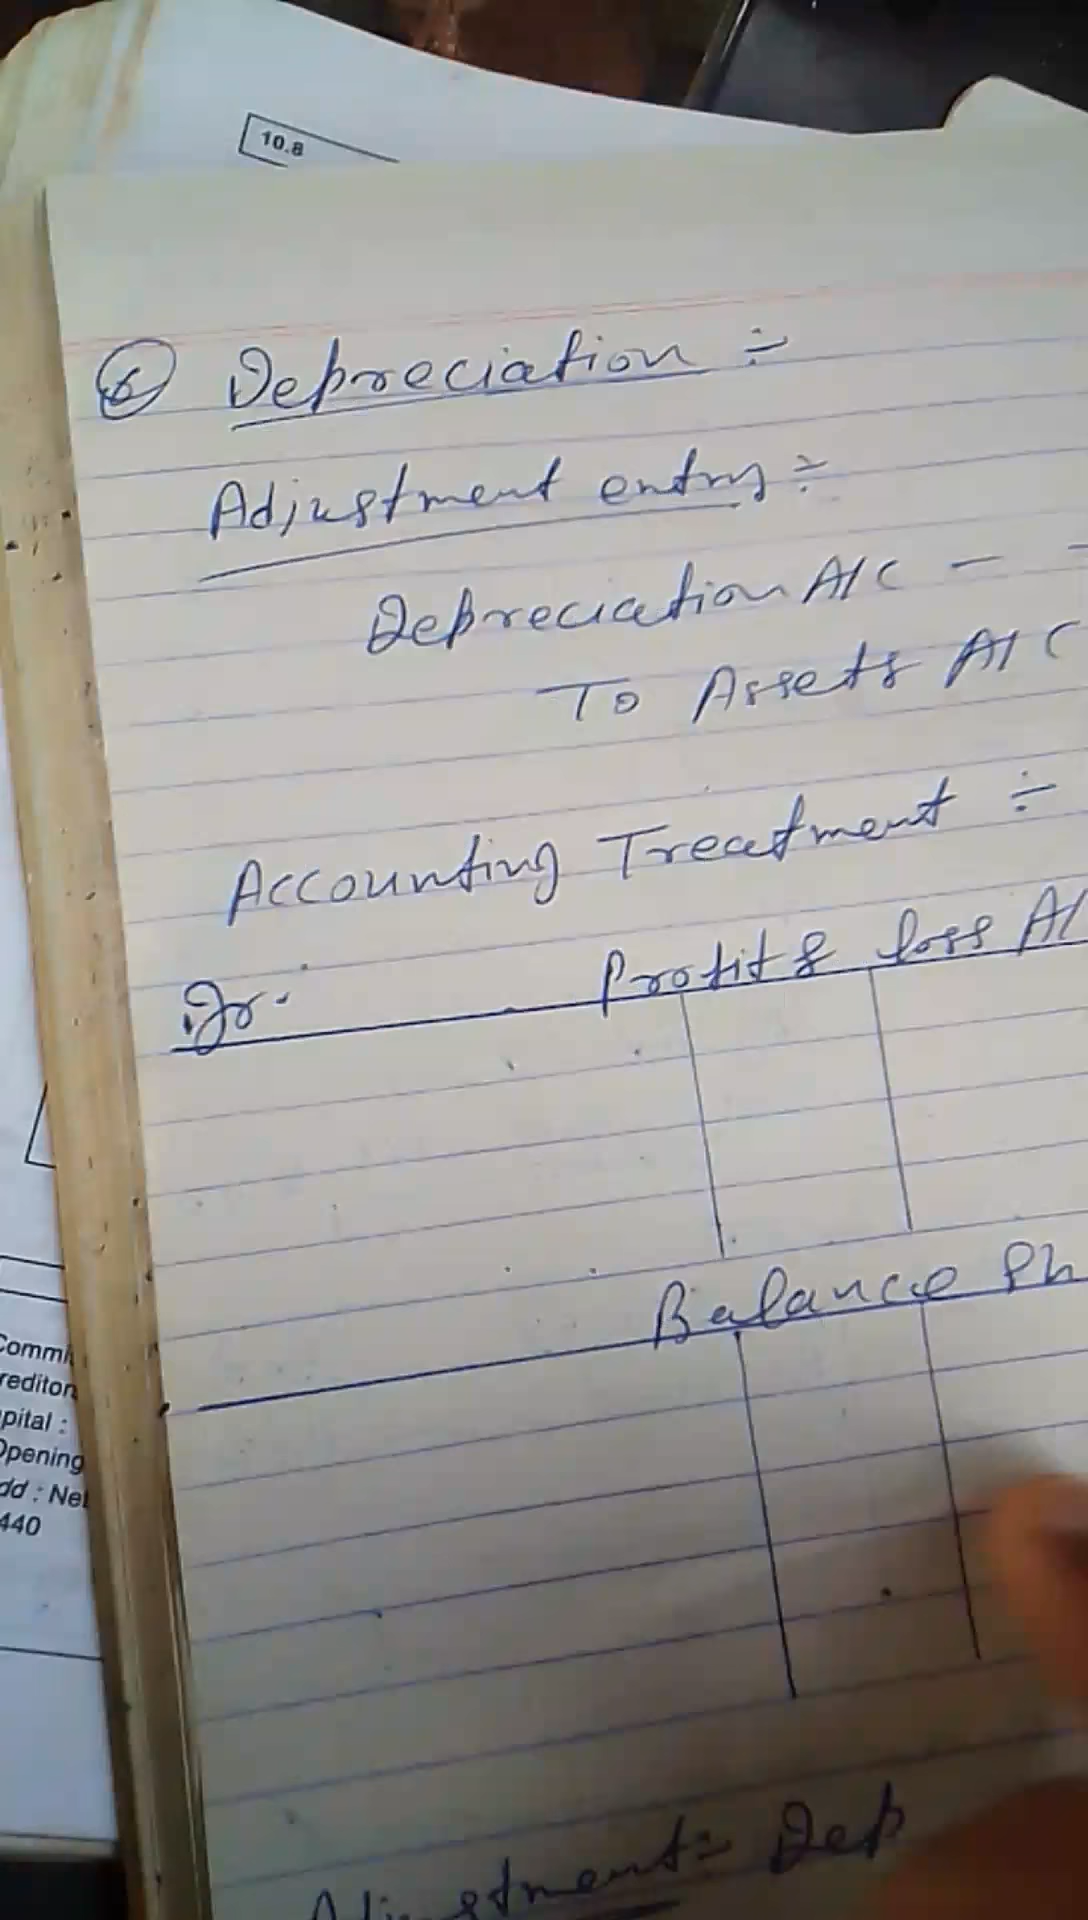 10.8
6 Depreciation :-
Adjustment entry :-
Depreciation A/C -
To Assets A/C
Accounting Treatment :-
Dr. Profit & loss A/
Balance Sh
Adjustment :- Dep
Commi
reditors
pital :
Opening
dd : Net
440